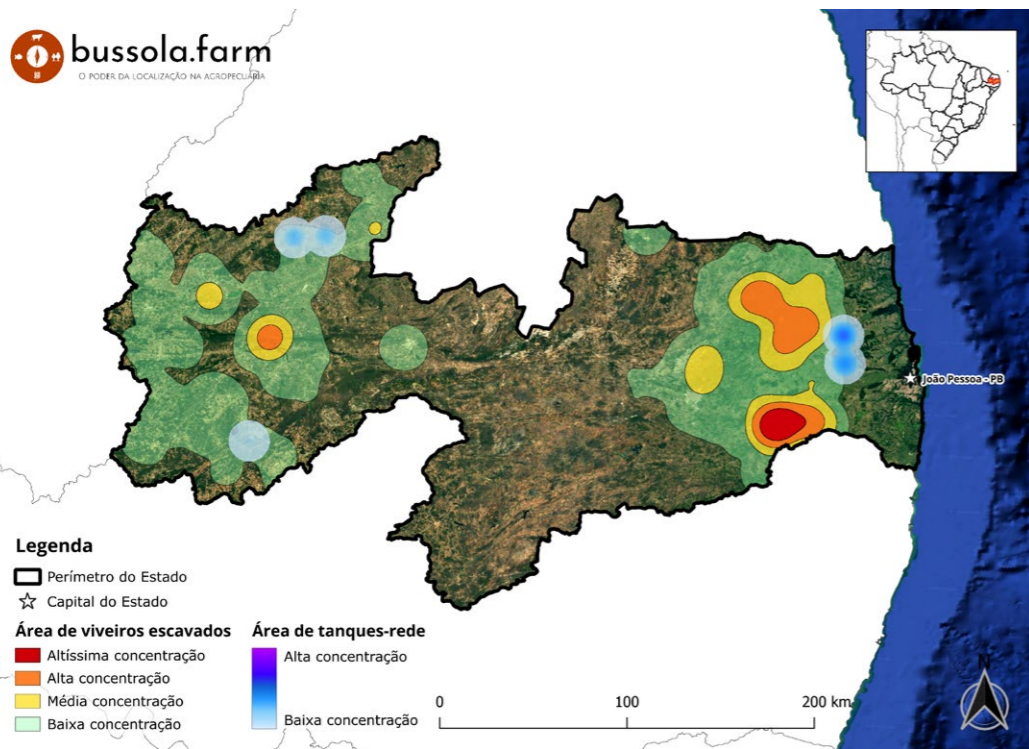 bussola.farm
O PODER DA LOCALIZAÇÃO NA AGROPECUÁRIA
João Pessoa - PB
Legenda
Perímetro do Estado
Capital do Estado
Área de viveiros escavados
Altíssima concentração
Alta concentração
Média concentração
Baixa concentração
Área de tanques-rede
Alta concentração
Baixa concentração
0 100 200 km
N